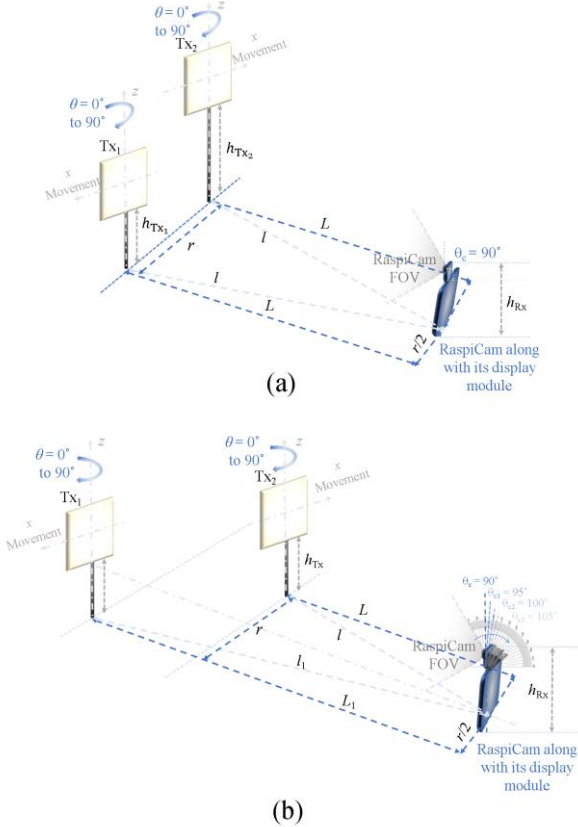 θ = 0˚
to 90˚
z
Tx₂
x
Movement
θ = 0˚
to 90˚
z
Tx₁
x
Movement
hTx₂
hTx₁
r
l
L
l
L
RaspiCam
FOV
θc = 90˚
hRx
r/2
RaspiCam along
with its display
module
(a)
θ = 0˚
to 90˚
z
Tx₁
x
Movement
θ = 0˚
to 90˚
z
Tx₂
x
Movement
hTx
r
L
l
l₁
L₁
RaspiCam
FOV
θc = 90˚
θc1 = 95˚
θc2 = 100˚
θc3 = 105˚
hRx
r/2
RaspiCam along
with its display
module
(b)